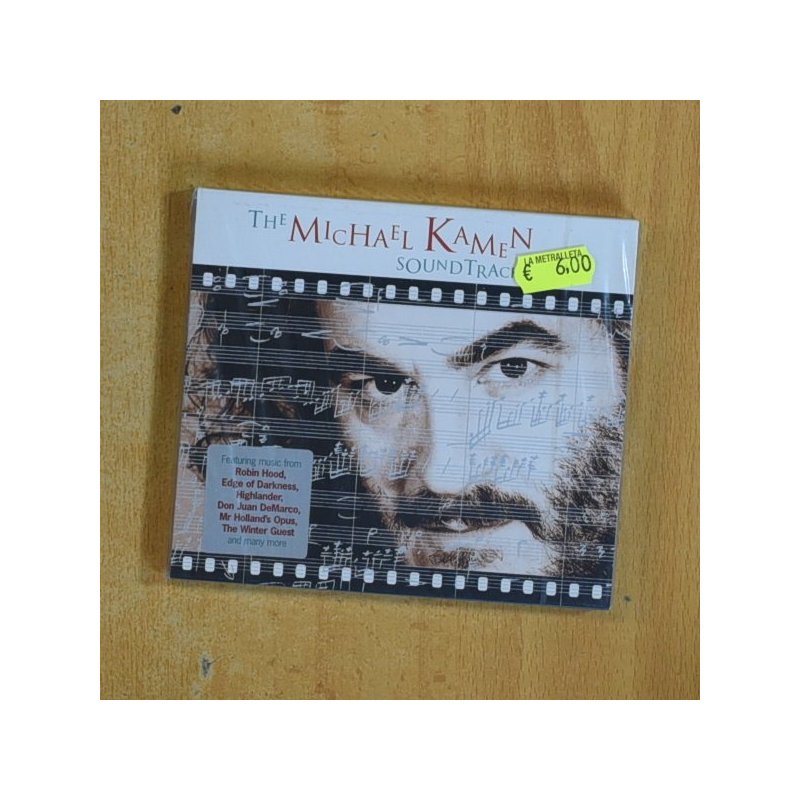 THE MICHAEL KAMEN
SOUNDTRAC
LA METRALLETA
€ 6,00
Featuring music from
Robin Hood,
Edge of Darkness,
Highlander,
Don Juan DeMarco,
Mr Holland's Opus,
The Winter Guest
and many more